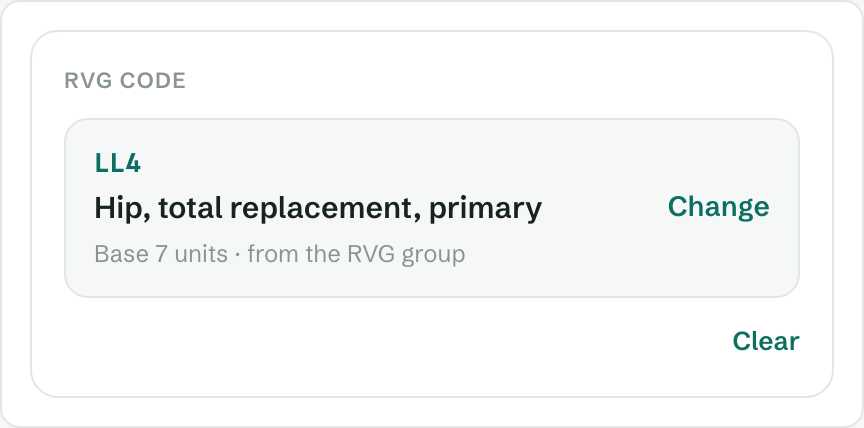 RVG CODE
LL4
Hip, total replacement, primary
Change
Base 7 units · from the RVG group
Clear